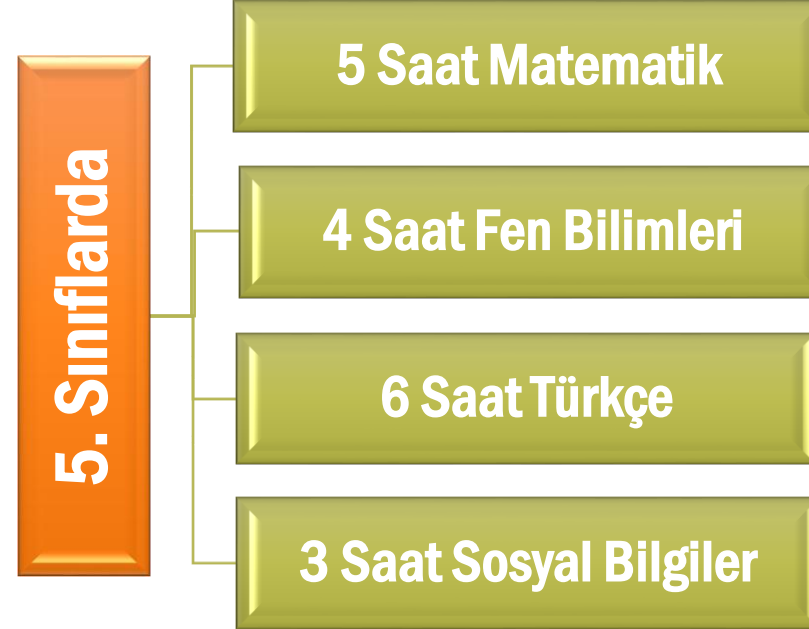 5. Sınıflarda
5 Saat Matematik
4 Saat Fen Bilimleri
6 Saat Türkçe
3 Saat Sosyal Bilgiler